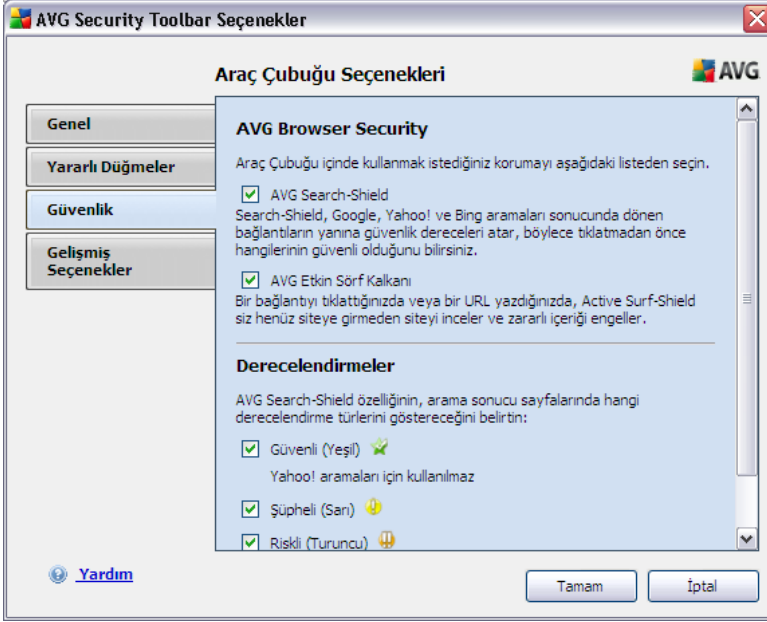 AVG Security Toolbar Seçenekler
Araç Çubuğu Seçenekleri
AVG
Genel
Yararlı Düğmeler
Güvenlik
Gelişmiş
Seçenekler
AVG Browser Security
Araç Çubuğu içinde kullanmak istediğiniz korumayı aşağıdaki listeden seçin.
AVG Search-Shield
Search-Shield, Google, Yahoo! ve Bing aramaları sonucunda dönen
bağlantıların yanına güvenlik dereceleri atar, böylece tıklatmadan önce
hangilerinin güvenli olduğunu bilirsiniz.
AVG Etkin Sörf Kalkanı
Bir bağlantıyı tıklattığınızda veya bir URL yazdığınızda, Active Surf-Shield
siz henüz siteye girmeden siteyi inceler ve zararlı içeriği engeller.
Derecelendirmeler
AVG Search-Shield özelliğinin, arama sonucu sayfalarında hangi
derecelendirme türlerini göstereceğini belirtin:
Güvenli (Yeşil)
Yahoo! aramaları için kullanılmaz
Şüpheli (Sarı)
Riskli (Turuncu)
Yardım
Tamam
İptal